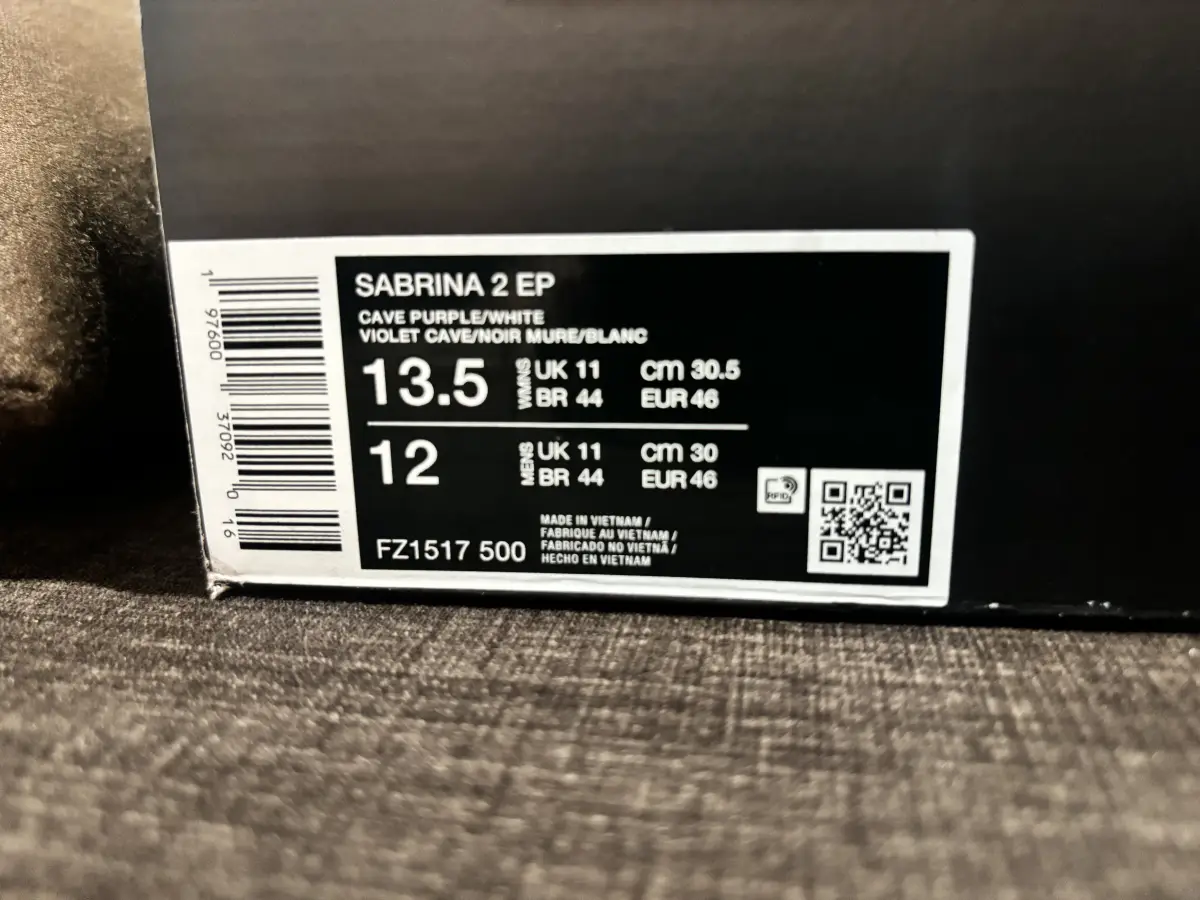 SABRINA 2 EP
CAVE PURPLE/WHITE
VIOLET CAVE/NOIR MURE/BLANC
13.5 WMNS UK 11 cm 30.5
BR 44 EUR 46
12 MENS UK 11 cm 30
BR 44 EUR 46
FZ1517 500
MADE IN VIETNAM /
FABRIQUE AU VIETNAM /
FABRICADO NO VIETNÃ /
HECHO EN VIETNAM
RFID
1 97600 37092 0 16